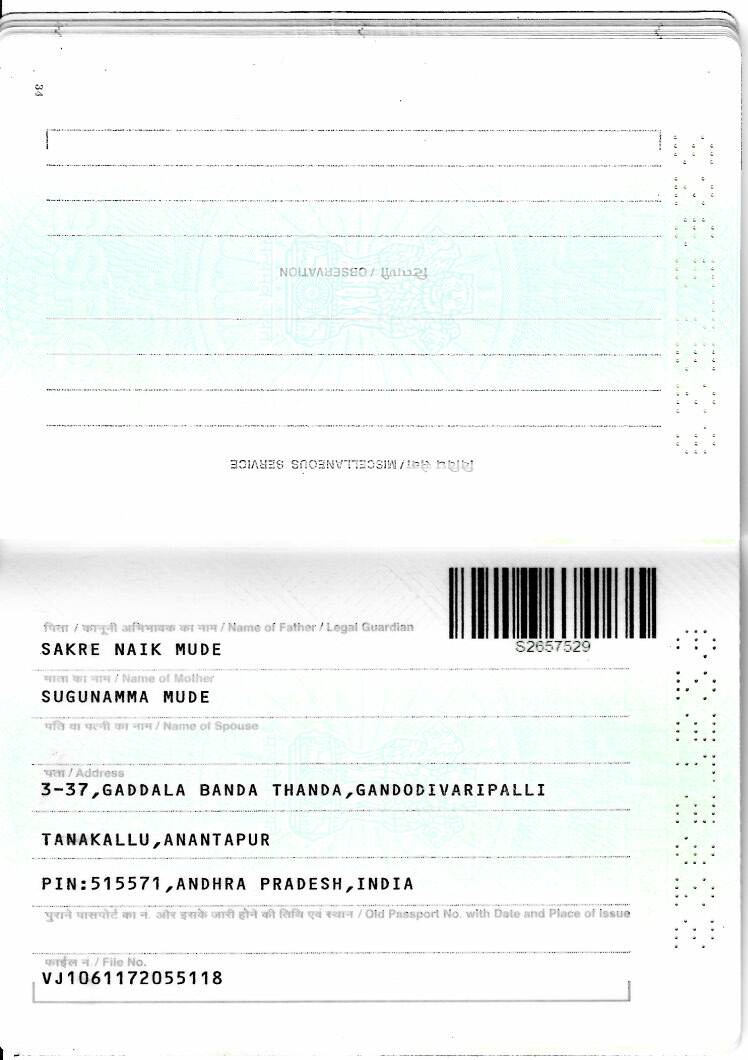 34
टिप्पणी / OBSERVATION
विविध सेवा / MISCELLANEOUS SERVICE
S2657529
पिता / कानूनी अभिभावक का नाम / Name of Father / Legal Guardian
SAKRE NAIK MUDE
माता का नाम / Name of Mother
SUGUNAMMA MUDE
पति या पत्नी का नाम / Name of Spouse
पता / Address
3-37,GADDALA BANDA THANDA,GANDODIVARIPALLI
TANAKALLU,ANANTAPUR
PIN:515571,ANDHRA PRADESH,INDIA
पुराने पासपोर्ट का नं. और इसके जारी होने की तिथि एवं स्थान / Old Passport No. with Date and Place of Issue
फाईल न./ File No.
VJ1061172055118